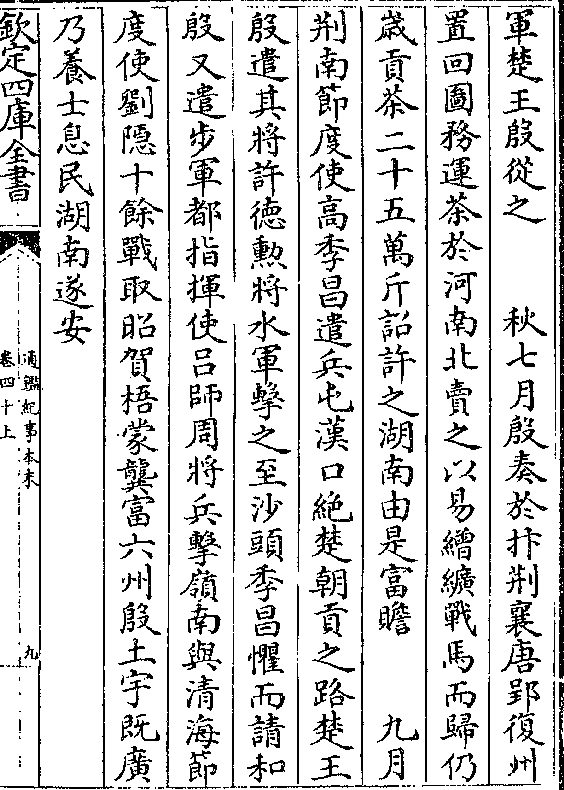 軍楚王殷從之　　秋七月殷奏於抃荆襄唐郢復州
置回圖務運茶於河南北賣之以易繒纊戰馬而歸仍
歳貢茶二十五萬斤詔許之湖南由是富贍　　九月
荆南節度使高季昌遣兵屯漢口絶楚朝貢之路楚王
殷遣其將許德勲將水軍擊之至沙頭季昌懼而請和
殷又遣步軍都指揮使吕師周將兵擊嶺南與清海節
度使劉隱十餘戰取昭賀梧蒙龔富六州殷土宇既廣
乃養士息民湖南遂安
欽定四庫全書
通鑑紀事本末
卷四十上
九